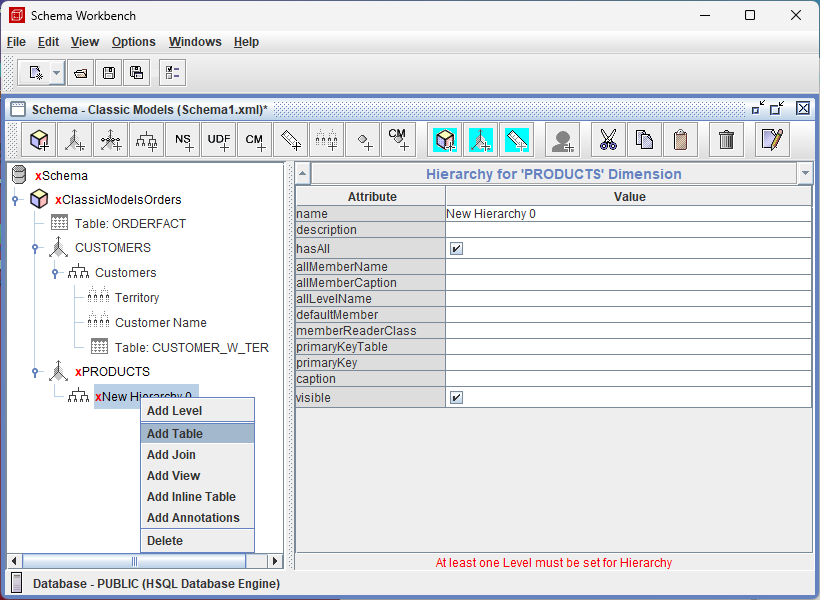 Schema Workbench
File Edit View Options Windows Help
Schema - Classic Models (Schema1.xml)*
NS UDF CM CM
xSchema
xClassicModelsOrders
Table: ORDERFACT
CUSTOMERS
Customers
Territory
Customer Name
Table: CUSTOMER_W_TER
xPRODUCTS
xNew Hierarchy 0
Add Level
Add Table
Add Join
Add View
Add Inline Table
Add Annotations
Delete
Hierarchy for 'PRODUCTS' Dimension
Attribute Value
name New Hierarchy 0
description
hasAll
allMemberName
allMemberCaption
allLevelName
defaultMember
memberReaderClass
primaryKeyTable
primaryKey
caption
visible
At least one Level must be set for Hierarchy
Database - PUBLIC (HSQL Database Engine)